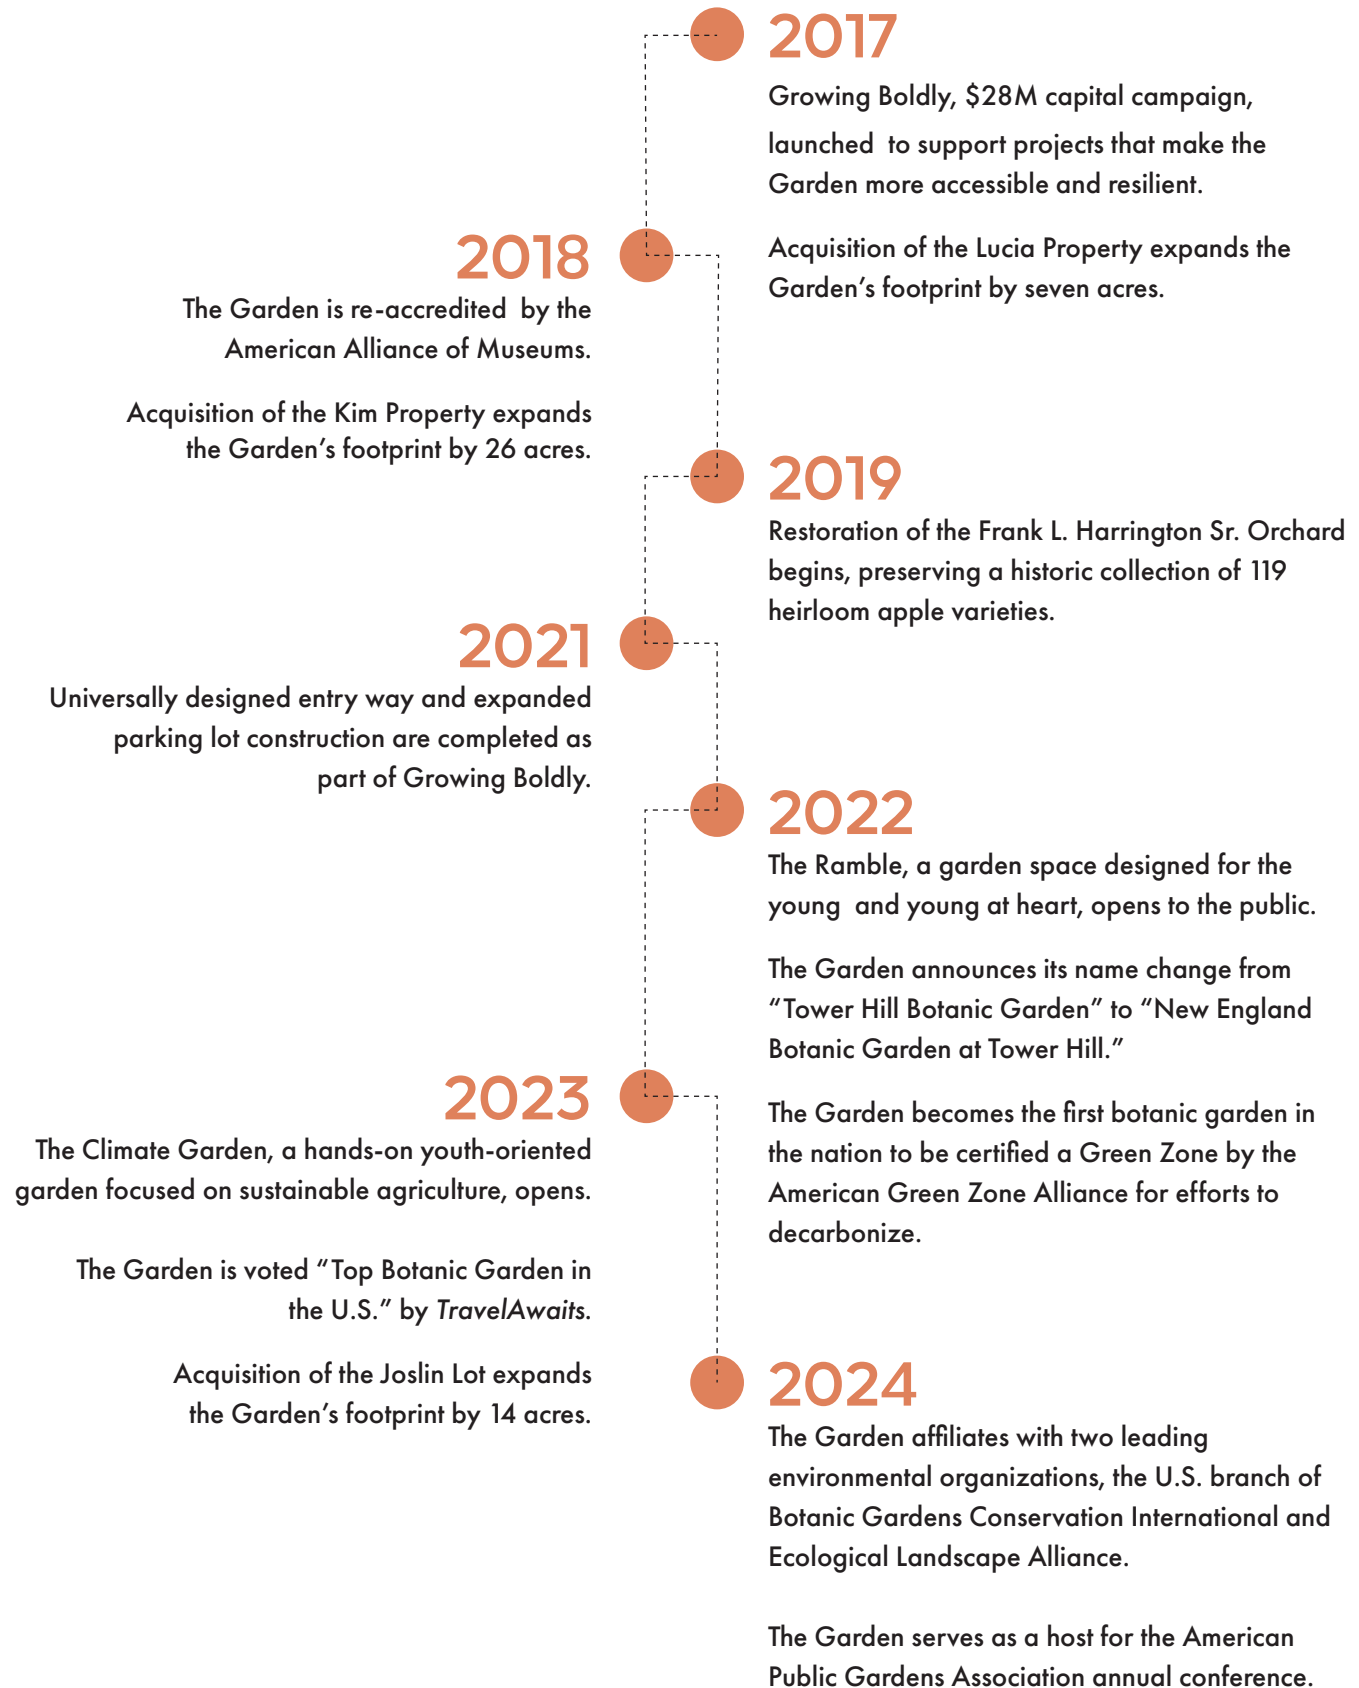 2017
Growing Boldly, $28M capital campaign,
launched to support projects that make the
Garden more accessible and resilient.
Acquisition of the Lucia Property expands the
Garden’s footprint by seven acres.
2018
The Garden is re-accredited by the
American Alliance of Museums.
Acquisition of the Kim Property expands
the Garden’s footprint by 26 acres.
2019
Restoration of the Frank L. Harrington Sr. Orchard
begins, preserving a historic collection of 119
heirloom apple varieties.
2021
Universally designed entry way and expanded
parking lot construction are completed as
part of Growing Boldly.
2022
The Ramble, a garden space designed for the
young and young at heart, opens to the public.
The Garden announces its name change from
“Tower Hill Botanic Garden” to “New England
Botanic Garden at Tower Hill.”
The Garden becomes the first botanic garden in
the nation to be certified a Green Zone by the
American Green Zone Alliance for efforts to
decarbonize.
2023
The Climate Garden, a hands-on youth-oriented
garden focused on sustainable agriculture, opens.
The Garden is voted “Top Botanic Garden in
the U.S.” by TravelAwaits.
Acquisition of the Joslin Lot expands
the Garden’s footprint by 14 acres.
2024
The Garden affiliates with two leading
environmental organizations, the U.S. branch of
Botanic Gardens Conservation International and
Ecological Landscape Alliance.
The Garden serves as a host for the American
Public Gardens Association annual conference.